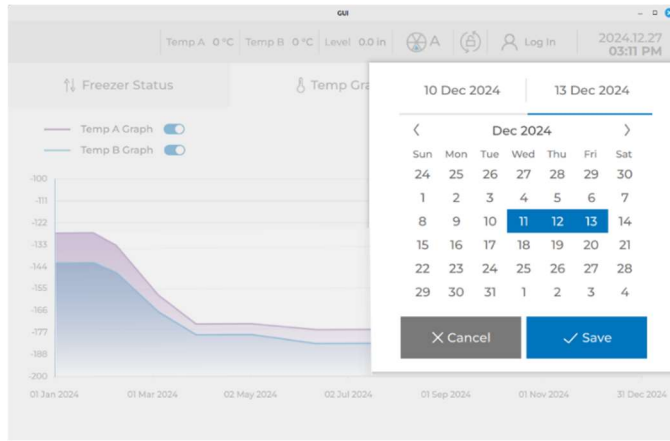 GUI
Temp A 0 °C Temp B 0 °C Level 0.0 in A Log In 2024.12.27
03:11 PM
Freezer Status Temp Gra
10 Dec 2024 13 Dec 2024
Temp A Graph
Temp B Graph
Dec 2024
Sun Mon Tue Wed Thu Fri Sat
24 25 26 27 28 29 30
1 2 3 4 5 6 7
8 9 10 11 12 13 14
15 16 17 18 19 20 21
22 23 24 25 26 27 28
29 30 31 1 2 3 4
Cancel Save
-100
-111
-122
-133
-144
-155
-166
-177
-188
-200
01 Jan 2024 01 Mar 2024 02 May 2024 02 Jul 2024 01 Sep 2024 01 Nov 2024 31 Dec 2024